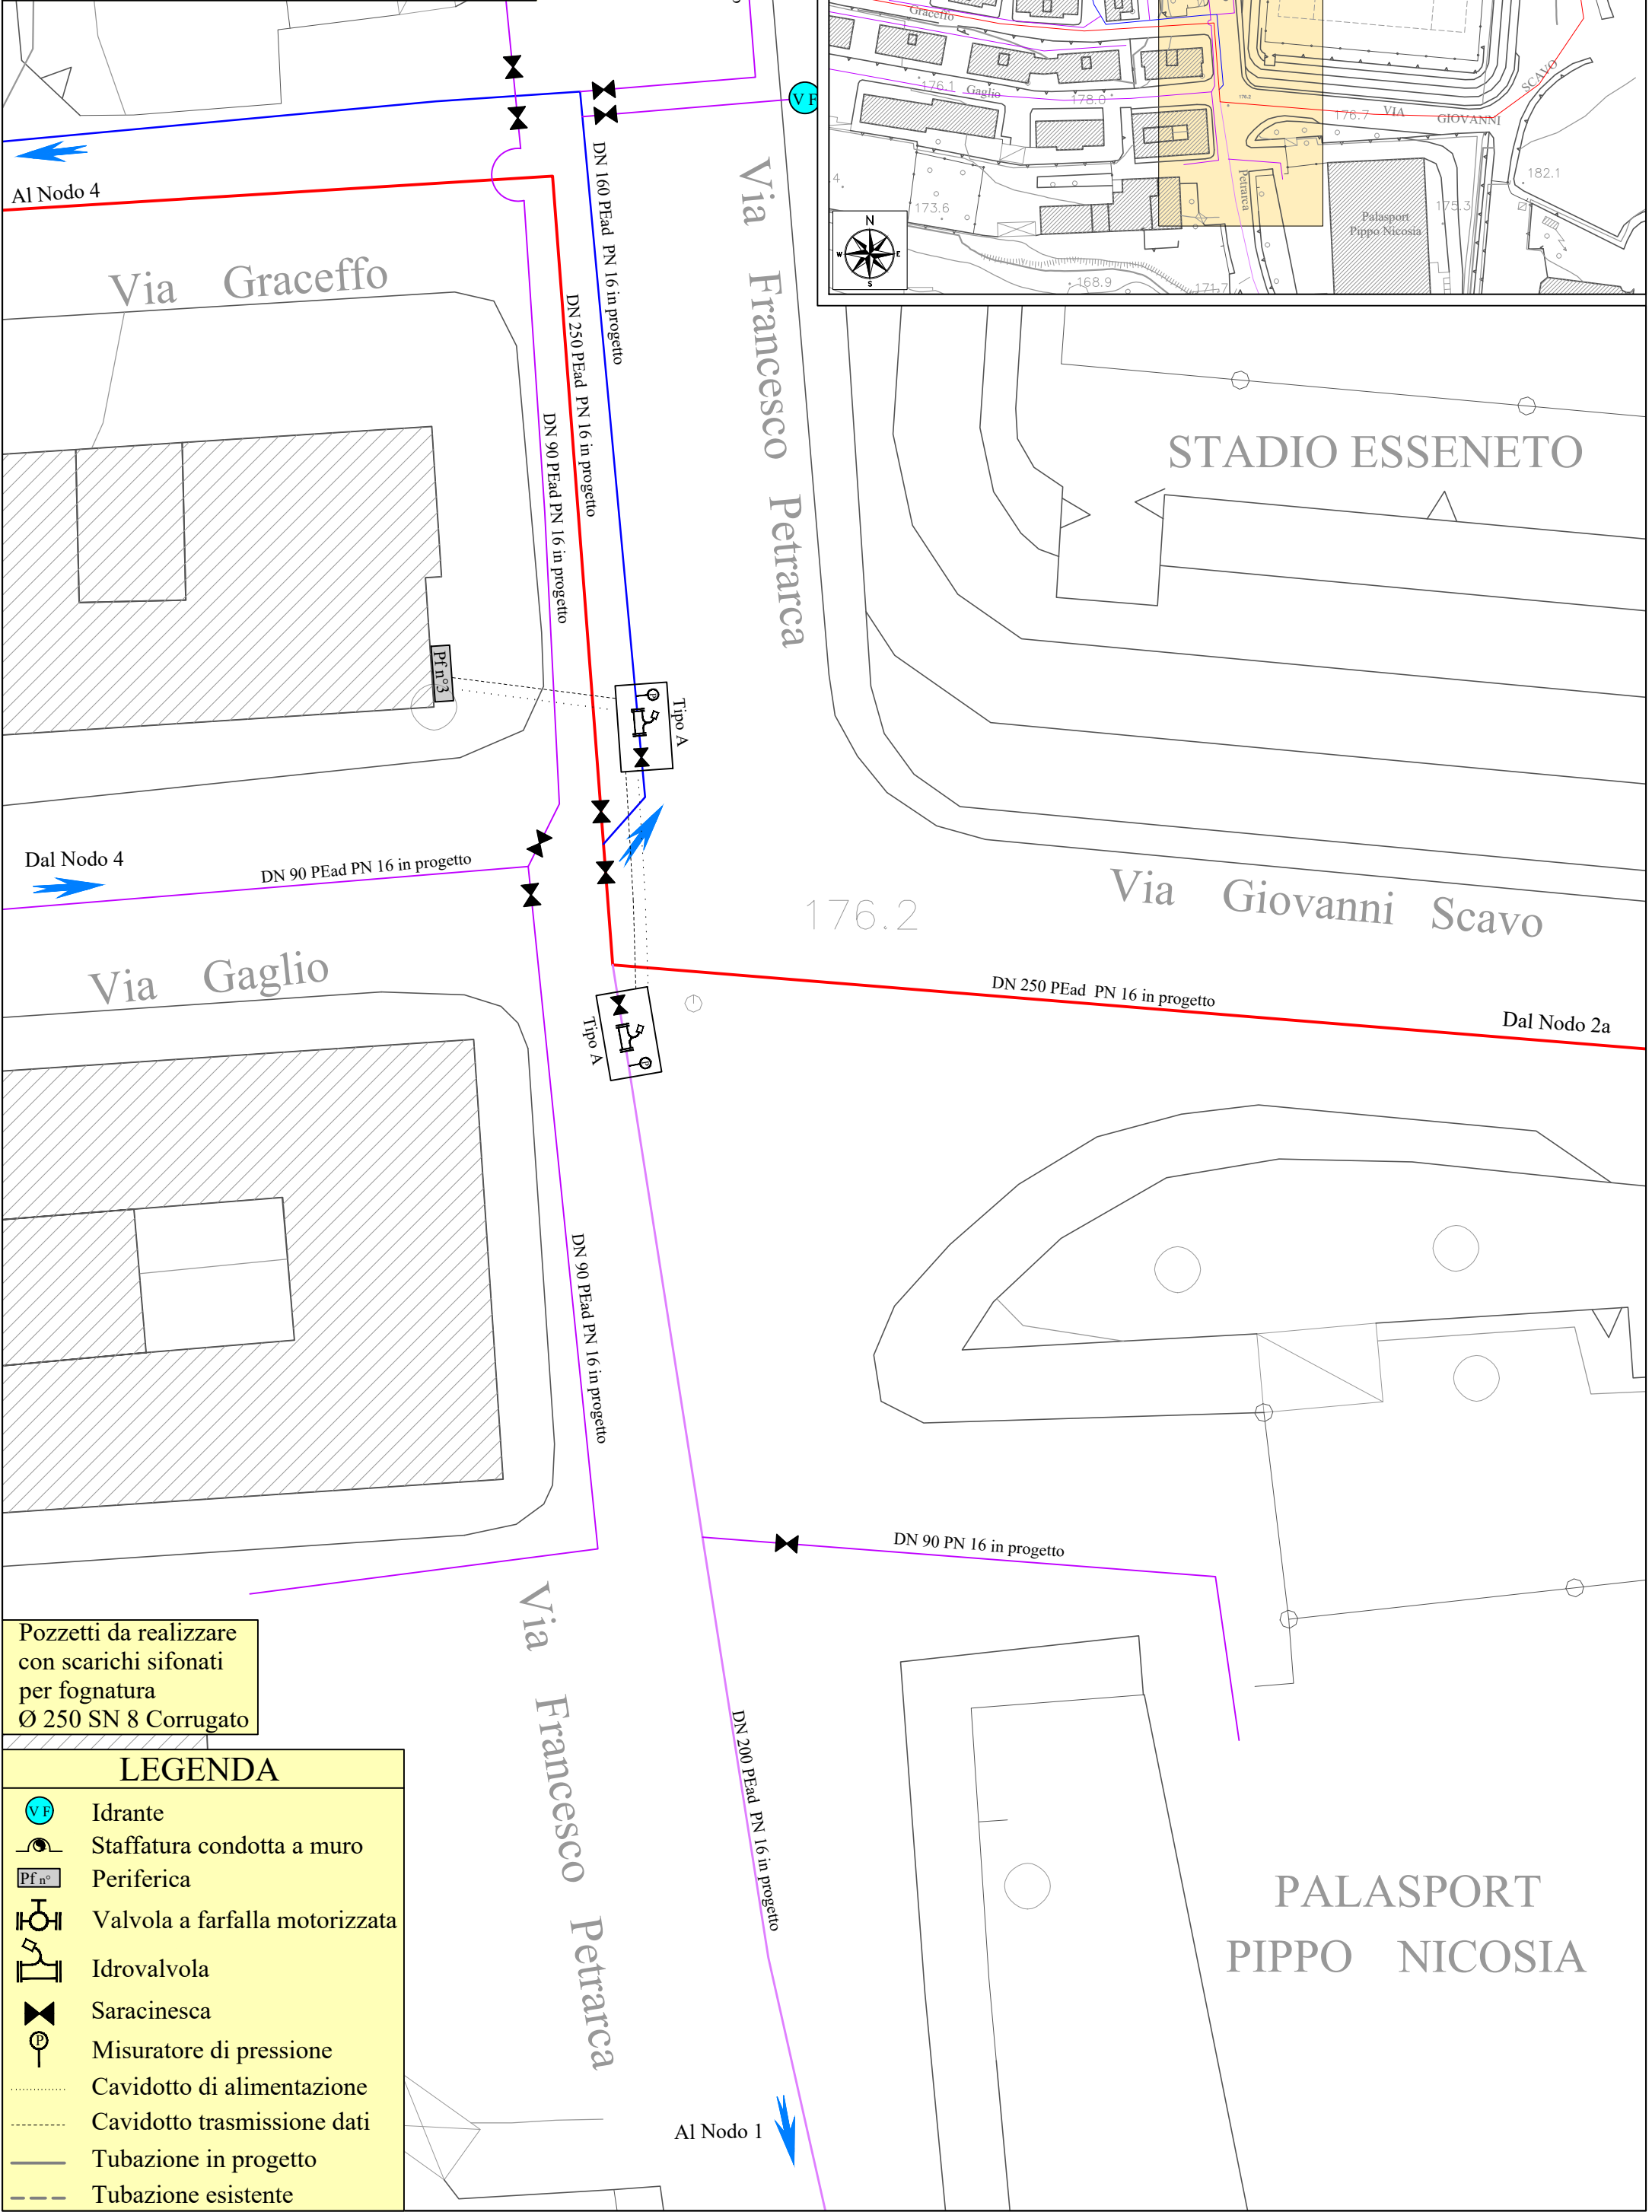 Al Nodo 4
Via Graceffo
DN 160 PEad PN 16 in progetto
DN 250 PEad PN 16 in progetto
DN 90 PEad PN 16 in progetto
Via Francesco Petrarca
V F
Graceffo
Gaglio
176.1
178.0
176.2
176.7
VIA GIOVANNI SCAVO
182.1
175.3
173.6
168.9
171.7
4.
Petrarca
Palasport
Pippo Nicosia
N
W
E
S
STADIO ESSENETO
Pf n°3
P
Tipo A
Dal Nodo 4
DN 90 PEad PN 16 in progetto
Via Gaglio
176.2
Via Giovanni Scavo
DN 250 PEad PN 16 in progetto
Dal Nodo 2a
Tipo A
P
DN 90 PEad PN 16 in progetto
DN 90 PN 16 in progetto
Via Francesco Petrarca
DN 200 PEad PN 16 in progetto
PALASPORT
PIPPO NICOSIA
Al Nodo 1
Pozzetti da realizzare
con scarichi sifonati
per fognatura
Ø 250 SN 8 Corrugato
LEGENDA
V F Idrante
Staffatura condotta a muro
Pf n° Periferica
Valvola a farfalla motorizzata
Idrovalvola
Saracinesca
P Misuratore di pressione
Cavidotto di alimentazione
Cavidotto trasmissione dati
Tubazione in progetto
Tubazione esistente